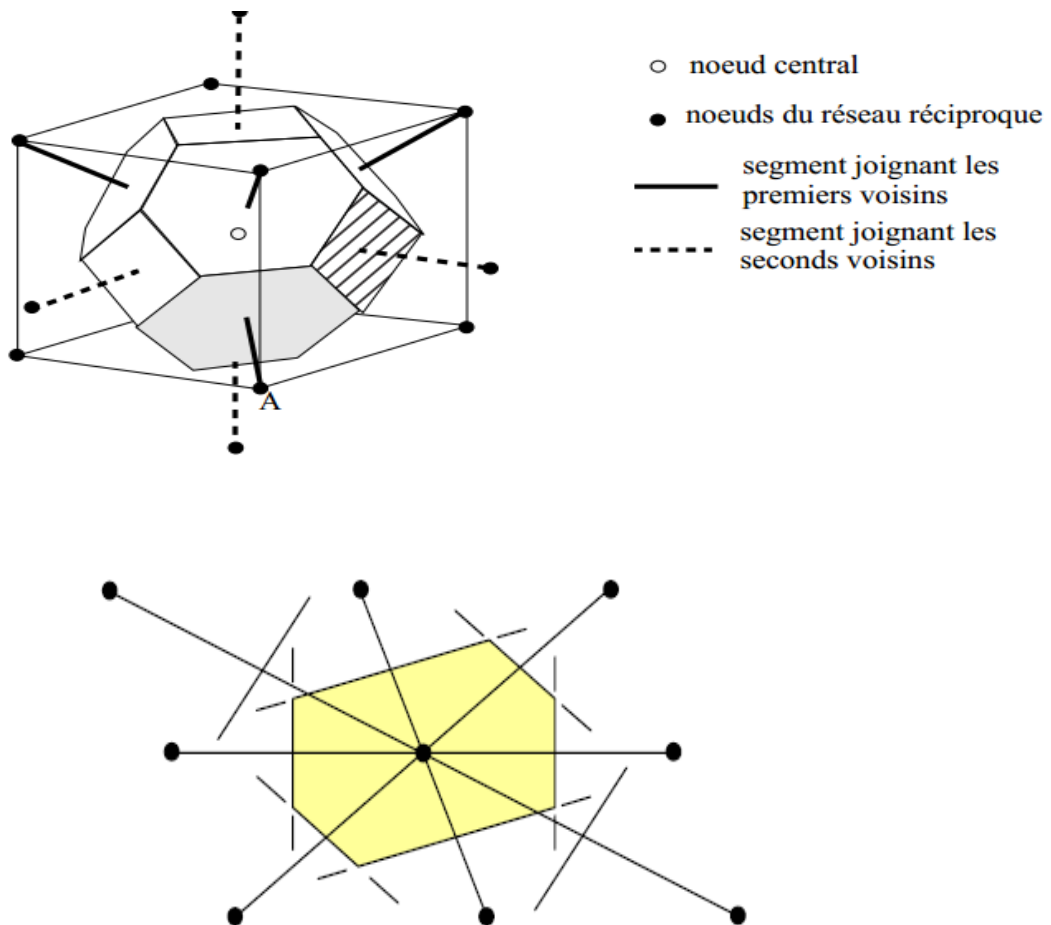 noeud central
noeuds du réseau réciproque
segment joignant les
premiers voisins
segment joignant les
seconds voisins
A